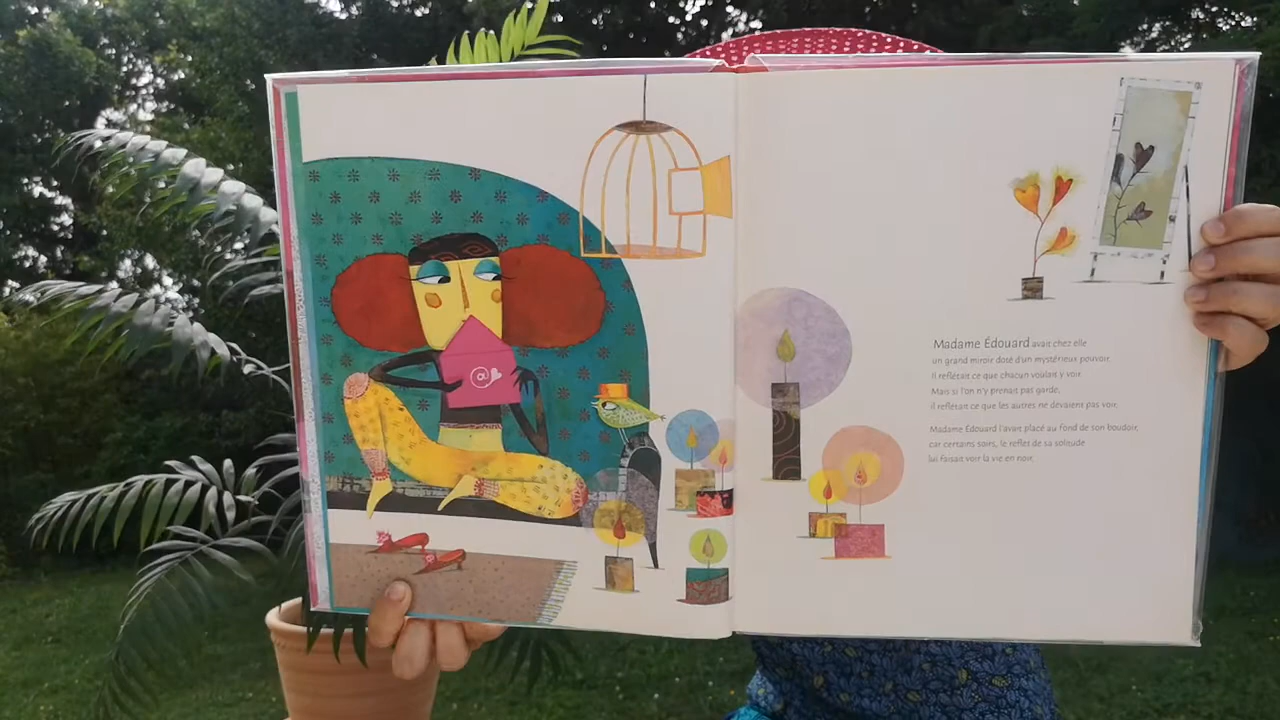 @
Madame Édouard avait chez elle
un grand miroir doté d'un mystérieux pouvoir.
Il reflétait ce que chacun voulait y voir.
Mais si l'on n'y prenait pas garde,
il reflétait ce que les autres ne devaient pas voir.
Madame Édouard l'avait placé au fond de son boudoir,
car certains soirs, le reflet de sa solitude
lui faisait voir la vie en noir.